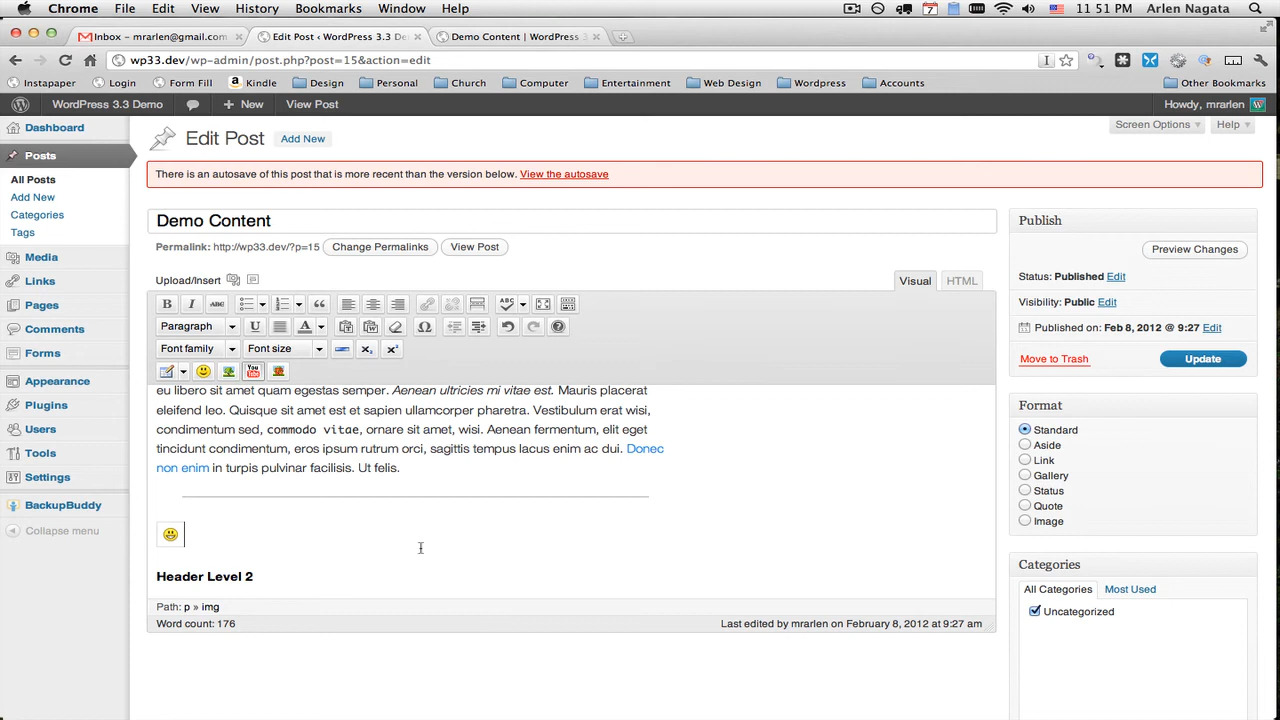 Chrome File Edit View History Bookmarks Window Help 7 11 51 PM Arlen Nagata
Inbox – mrarlen@gmail.com Edit Post ‹ WordPress 3.3 De Demo Content | WordPress 3
wp33.dev/wp-admin/post.php?post=15&action=edit
Instapaper Login Form Fill Kindle Design Personal Church Computer Entertainment Web Design Wordpress Accounts Other Bookmarks
WordPress 3.3 Demo New View Post Howdy, mrarlen
Dashboard
Posts
All Posts
Add New
Categories
Tags
Media
Links
Pages
Comments
Forms
Appearance
Plugins
Users
Tools
Settings
BackupBuddy
Collapse menu
Screen Options Help
Edit Post Add New
There is an autosave of this post that is more recent than the version below. View the autosave
Demo Content
Permalink: http://wp33.dev/?p=15 Change Permalinks View Post
Upload/Insert Visual HTML
B I ABC ABC
Paragraph U A Ω
Font family Font size x₂ x²
You Tube
eu libero sit amet quam egestas semper. Aenean ultricies mi vitae est. Mauris placerat
eleifend leo. Quisque sit amet est et sapien ullamcorper pharetra. Vestibulum erat wisi,
condimentum sed, commodo vitae, ornare sit amet, wisi. Aenean fermentum, elit eget
tincidunt condimentum, eros ipsum rutrum orci, sagittis tempus lacus enim ac dui. Donec
non enim in turpis pulvinar facilisis. Ut felis.
Header Level 2
Path: p » img
Word count: 176 Last edited by mrarlen on February 8, 2012 at 9:27 am
Publish
Preview Changes
Status: Published Edit
Visibility: Public Edit
Published on: Feb 8, 2012 @ 9:27 Edit
Move to Trash Update
Format
Standard
Aside
Link
Gallery
Status
Quote
Image
Categories
All Categories Most Used
Uncategorized